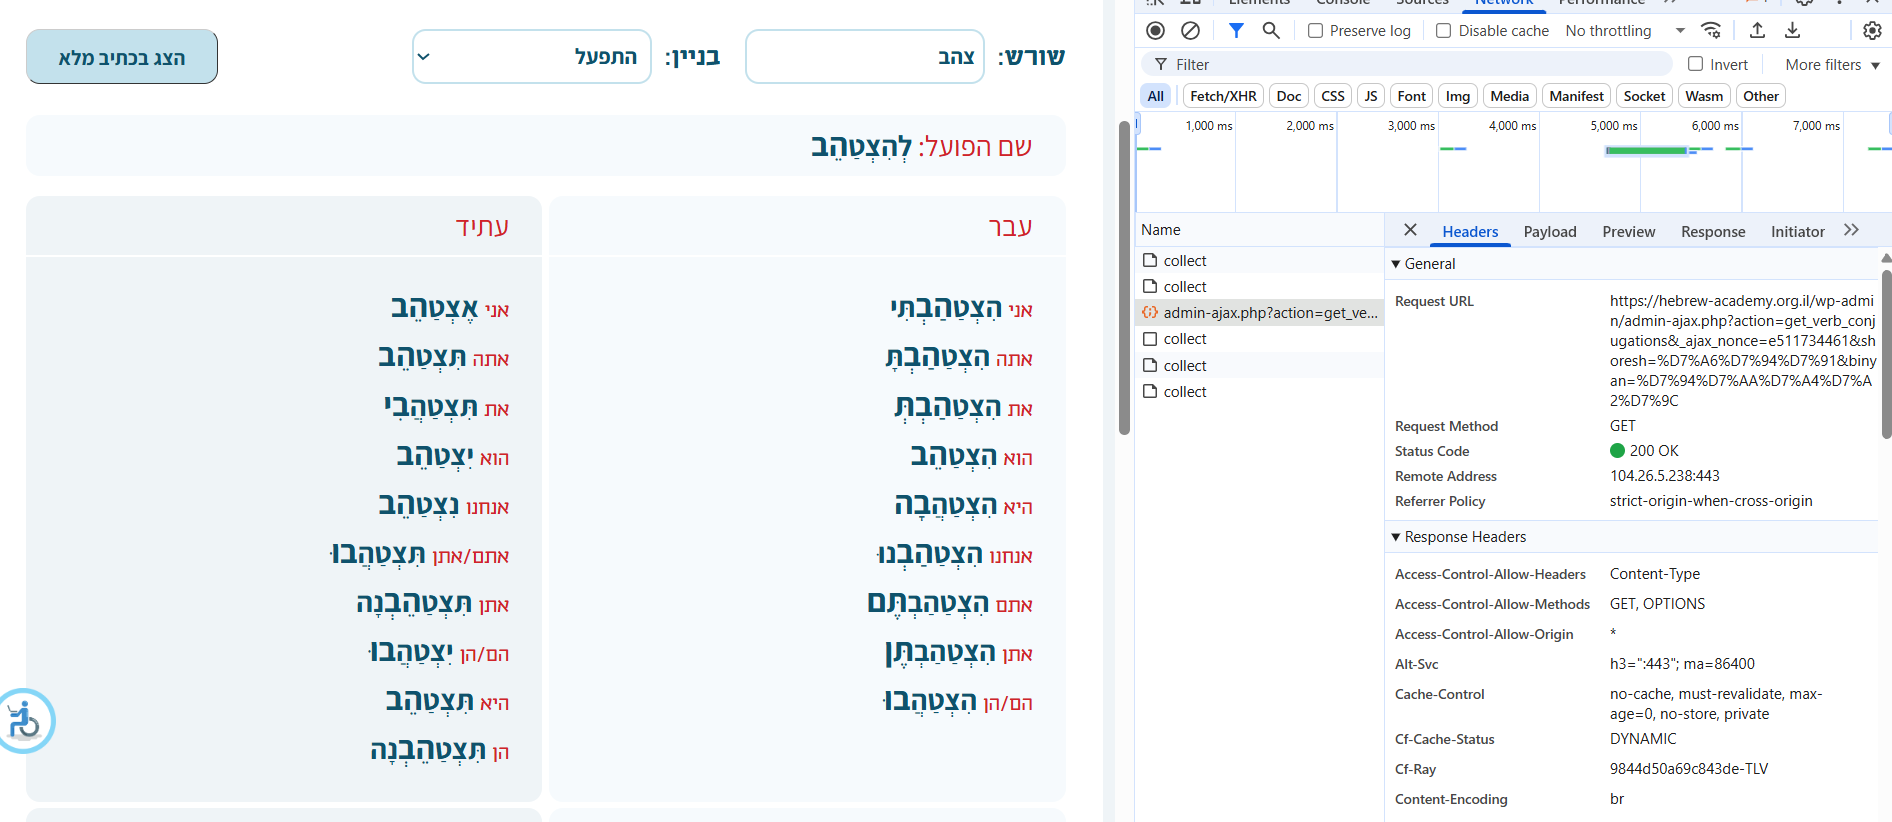 שורש: צהב בניין: התפעל הצג בכתיב מלא
שם הפועל: לְהִצְטַהֵב
עבר
אני הִצְטַהַבְתִּי
אתה הִצְטַהַבְתָּ
את הִצְטַהַבְתְּ
הוא הִצְטַהֵב
היא הִצְטַהֲבָה
אנחנו הִצְטַהַבְנוּ
אתם הִצְטַהַבְתֶּם
אתן הִצְטַהַבְתֶּן
הם/הן הִצְטַהֲבוּ
עתיד
אני אֶצְטַהֵב
אתה תִּצְטַהֵב
את תִּצְטַהֲבִי
הוא יִצְטַהֵב
אנחנו נִצְטַהֵב
אתם/אתן תִּצְטַהֲבוּ
אתן תִּצְטַהֵבְנָה
הם/הן יִצְטַהֲבוּ
היא תִּצְטַהֵב
הן תִּצְטַהֵבְנָה
Elements Console Sources Network Performance
Preserve log Disable cache No throttling
Filter Invert More filters
All Fetch/XHR Doc CSS JS Font Img Media Manifest Socket Wasm Other
1,000 ms 2,000 ms 3,000 ms 4,000 ms 5,000 ms 6,000 ms 7,000 ms
Name
collect
collect
admin-ajax.php?action=get_ve...
collect
collect
collect
Headers Payload Preview Response Initiator
General
Request URL https://hebrew-academy.org.il/wp-admi
n/admin-ajax.php?action=get_verb_conj
ugations&_ajax_nonce=e511734461&sh
oresh=%D7%A6%D7%94%D7%91&biny
an=%D7%94%D7%AA%D7%A4%D7%A
2%D7%9C
Request Method GET
Status Code 200 OK
Remote Address 104.26.5.238:443
Referrer Policy strict-origin-when-cross-origin
Response Headers
Access-Control-Allow-Headers Content-Type
Access-Control-Allow-Methods GET, OPTIONS
Access-Control-Allow-Origin *
Alt-Svc h3=":443"; ma=86400
Cache-Control no-cache, must-revalidate, max-
age=0, no-store, private
Cf-Cache-Status DYNAMIC
Cf-Ray 9844d50a69c843de-TLV
Content-Encoding br